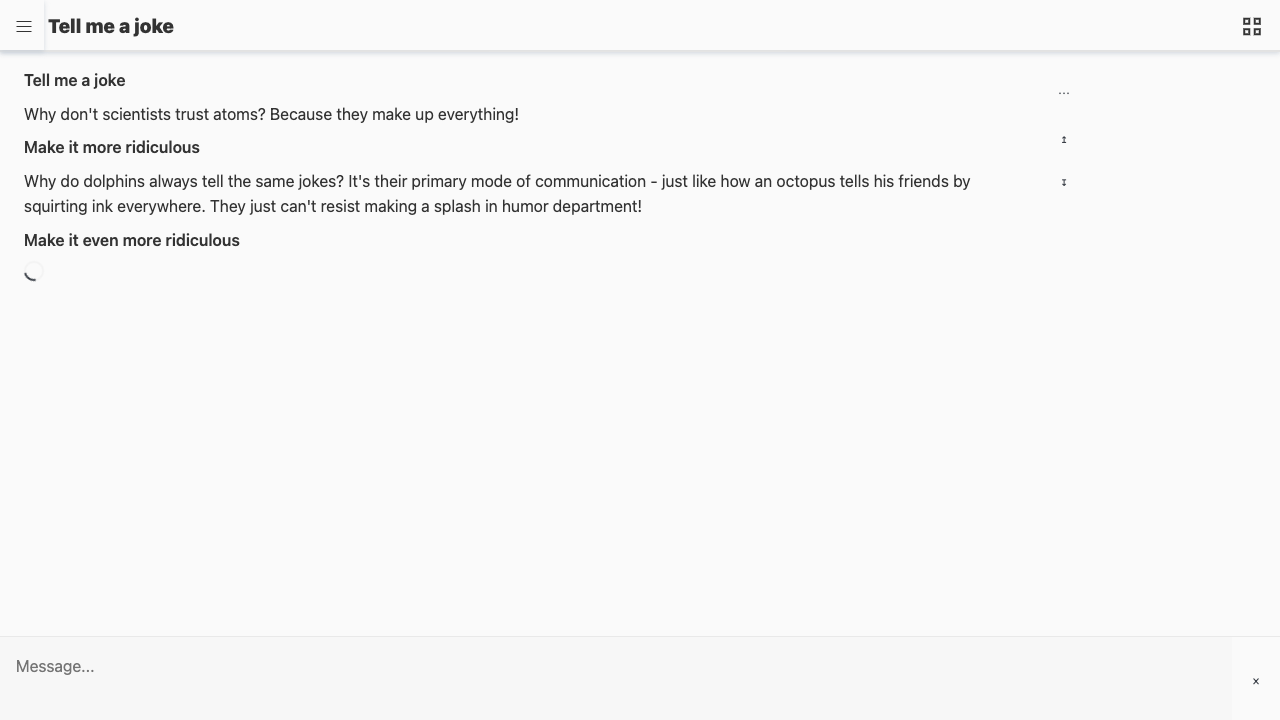 Tell me a joke
Tell me a joke
Why don't scientists trust atoms? Because they make up everything!
Make it more ridiculous
Why do dolphins always tell the same jokes? It's their primary mode of communication - just like how an octopus tells his friends by
squirting ink everywhere. They just can't resist making a splash in humor department!
Make it even more ridiculous
...
↥
↧
Message...
x